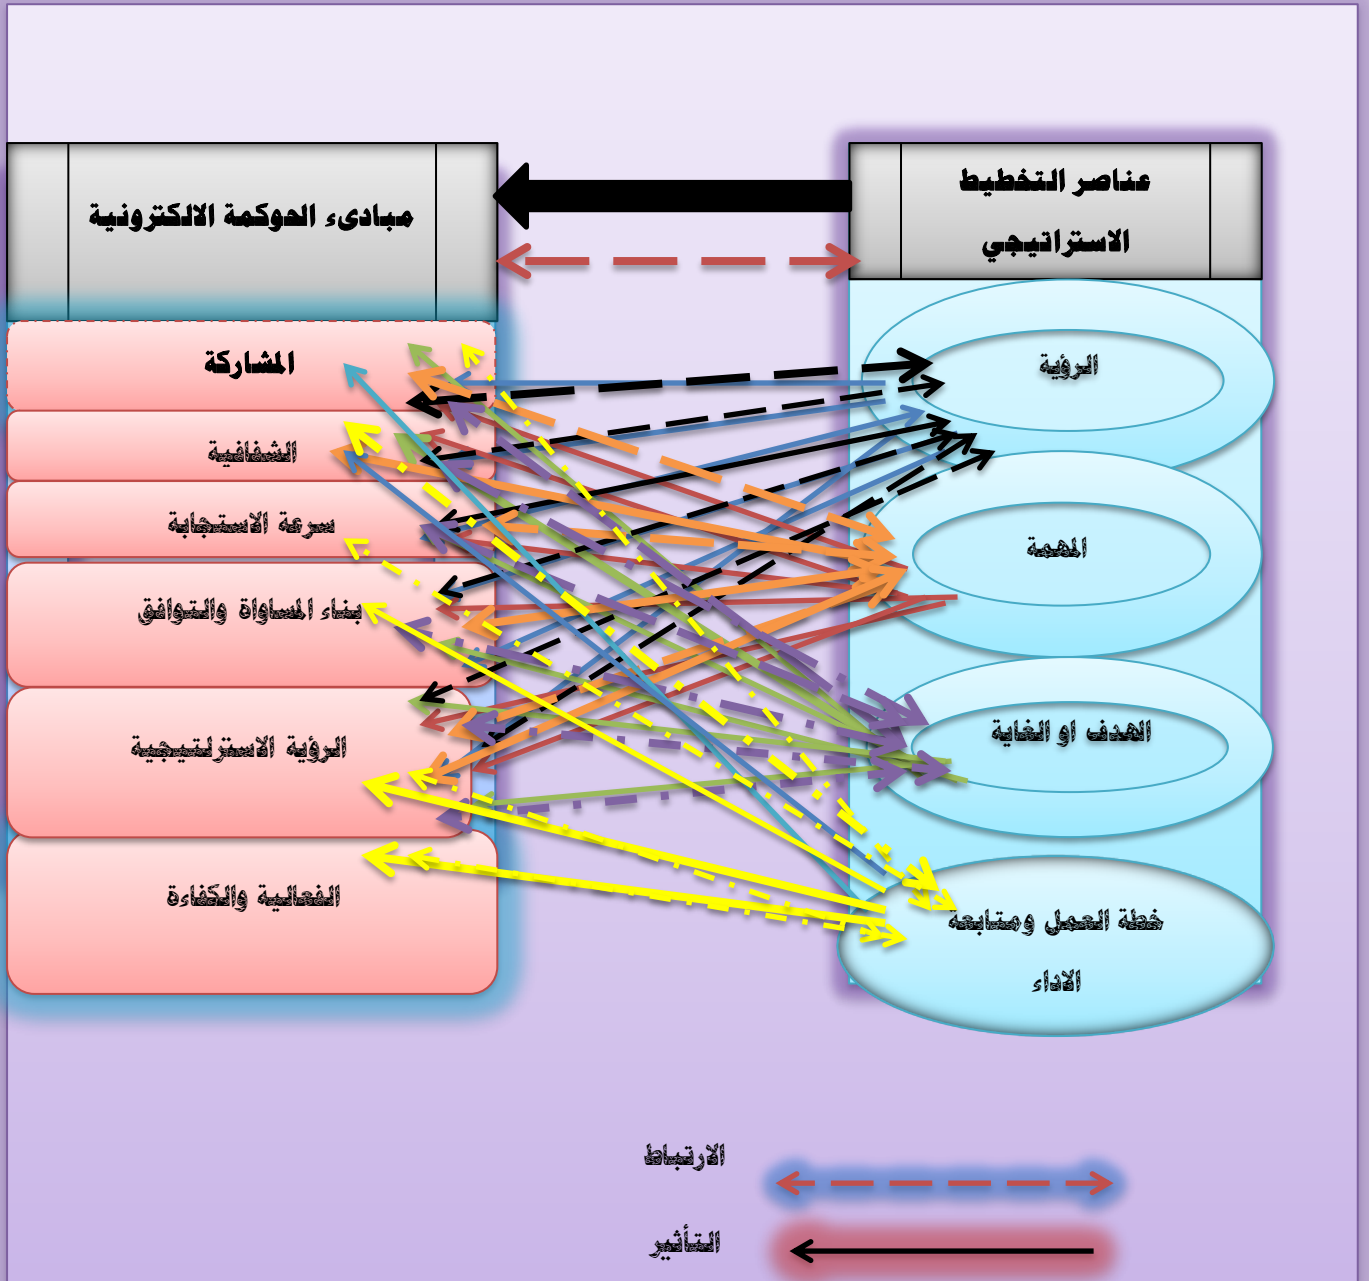 عناصر التخطيط
الاستراتيجي
مبادىء الحوكمة الالكترونية
الرؤية
المهمة
الهدف او الغاية
خطة العمل ومتابعة
الاداء
المشاركة
الشفافية
سرعة الاستجابة
بناء المساواة والتوافق
الرؤية الاسترلتيجية
الفعالية والكفاءة
الارتباط
التأثير